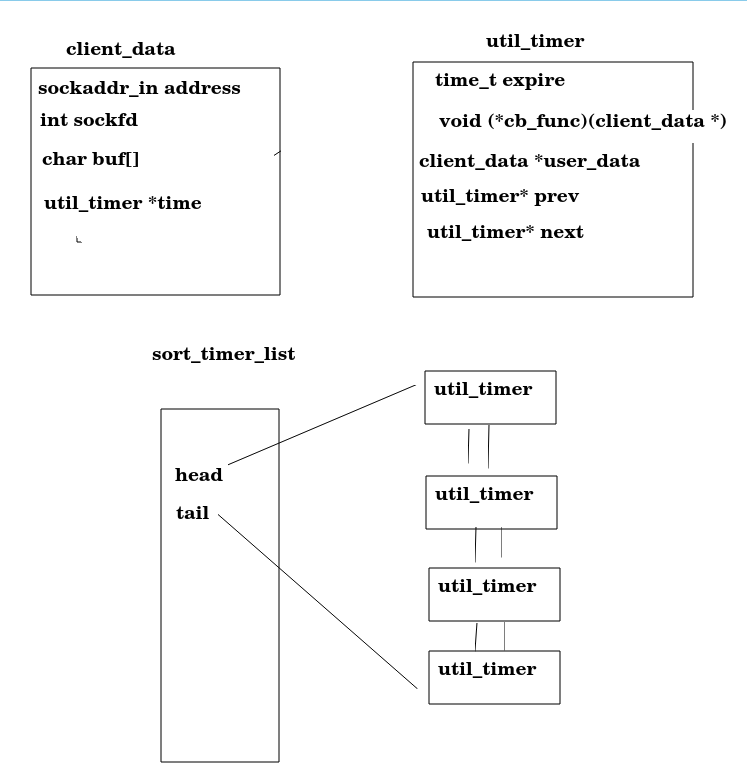 client_data
sockaddr_in address
int sockfd
char buf[]
util_timer *time
util_timer
time_t expire
void (*cb_func)(client_data *)
client_data *user_data
util_timer* prev
util_timer* next
sort_timer_list
head
tail
util_timer
util_timer
util_timer
util_timer